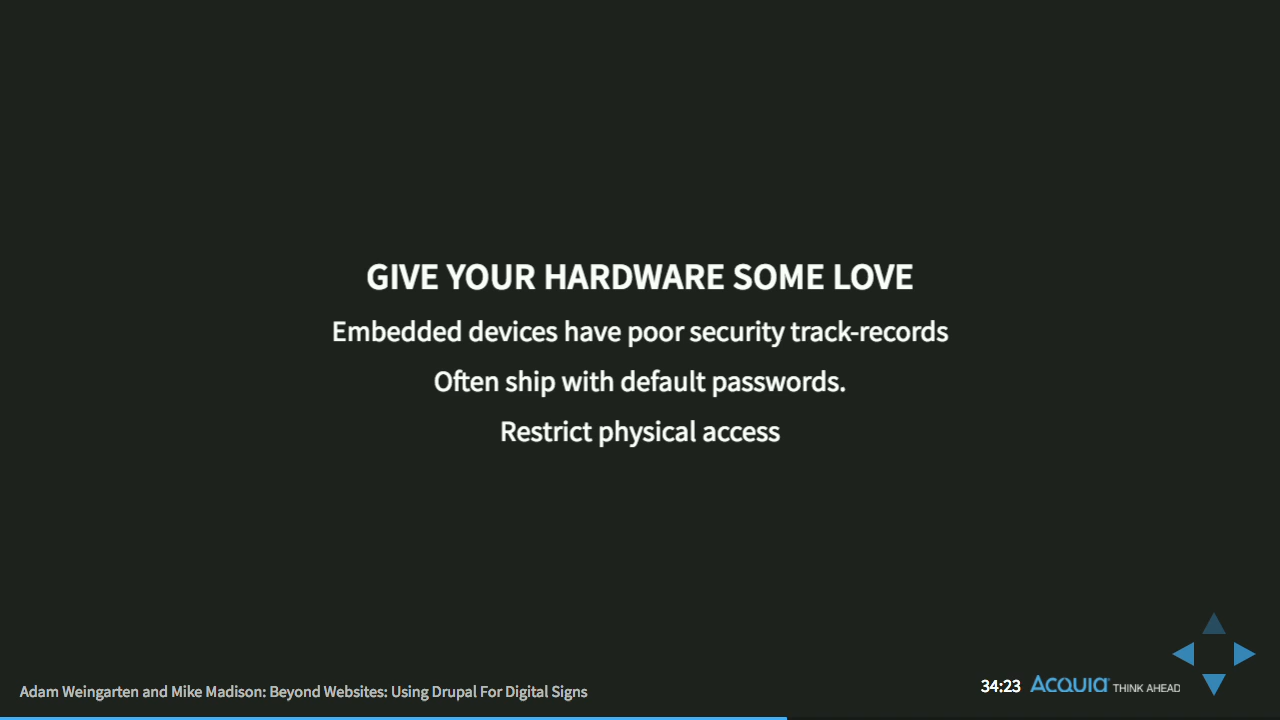 GIVE YOUR HARDWARE SOME LOVE
Embedded devices have poor security track-records
Often ship with default passwords.
Restrict physical access
Adam Weingarten and Mike Madison: Beyond Websites: Using Drupal For Digital Signs
34:23 Acquia THINK AHEAD